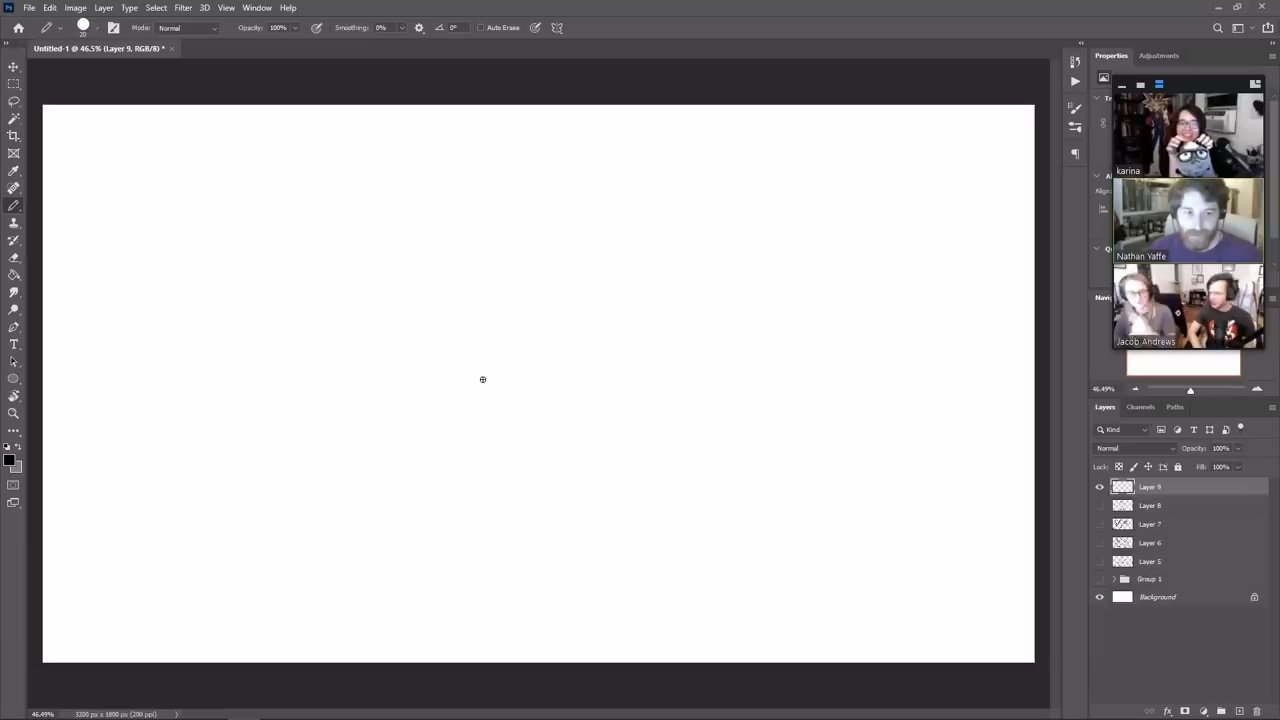 Ps File Edit Image Layer Type Select Filter 3D View Window Help
20 Mode: Normal Opacity: 100% Smoothing: 0% 0° Auto Erase
Untitled-1 @ 46.5% (Layer 9, RGB/8) * ×
Properties Adjustments
karina
Nathan Yaffe
Jacob Andrews
46.49%
Layers Channels Paths
Kind
Normal Opacity: 100%
Lock: Fill: 100%
Layer 9
Layer 8
Layer 7
Layer 6
Layer 5
Group 1
Background
fx
46.49% 3200 px x 1800 px (200 ppi)